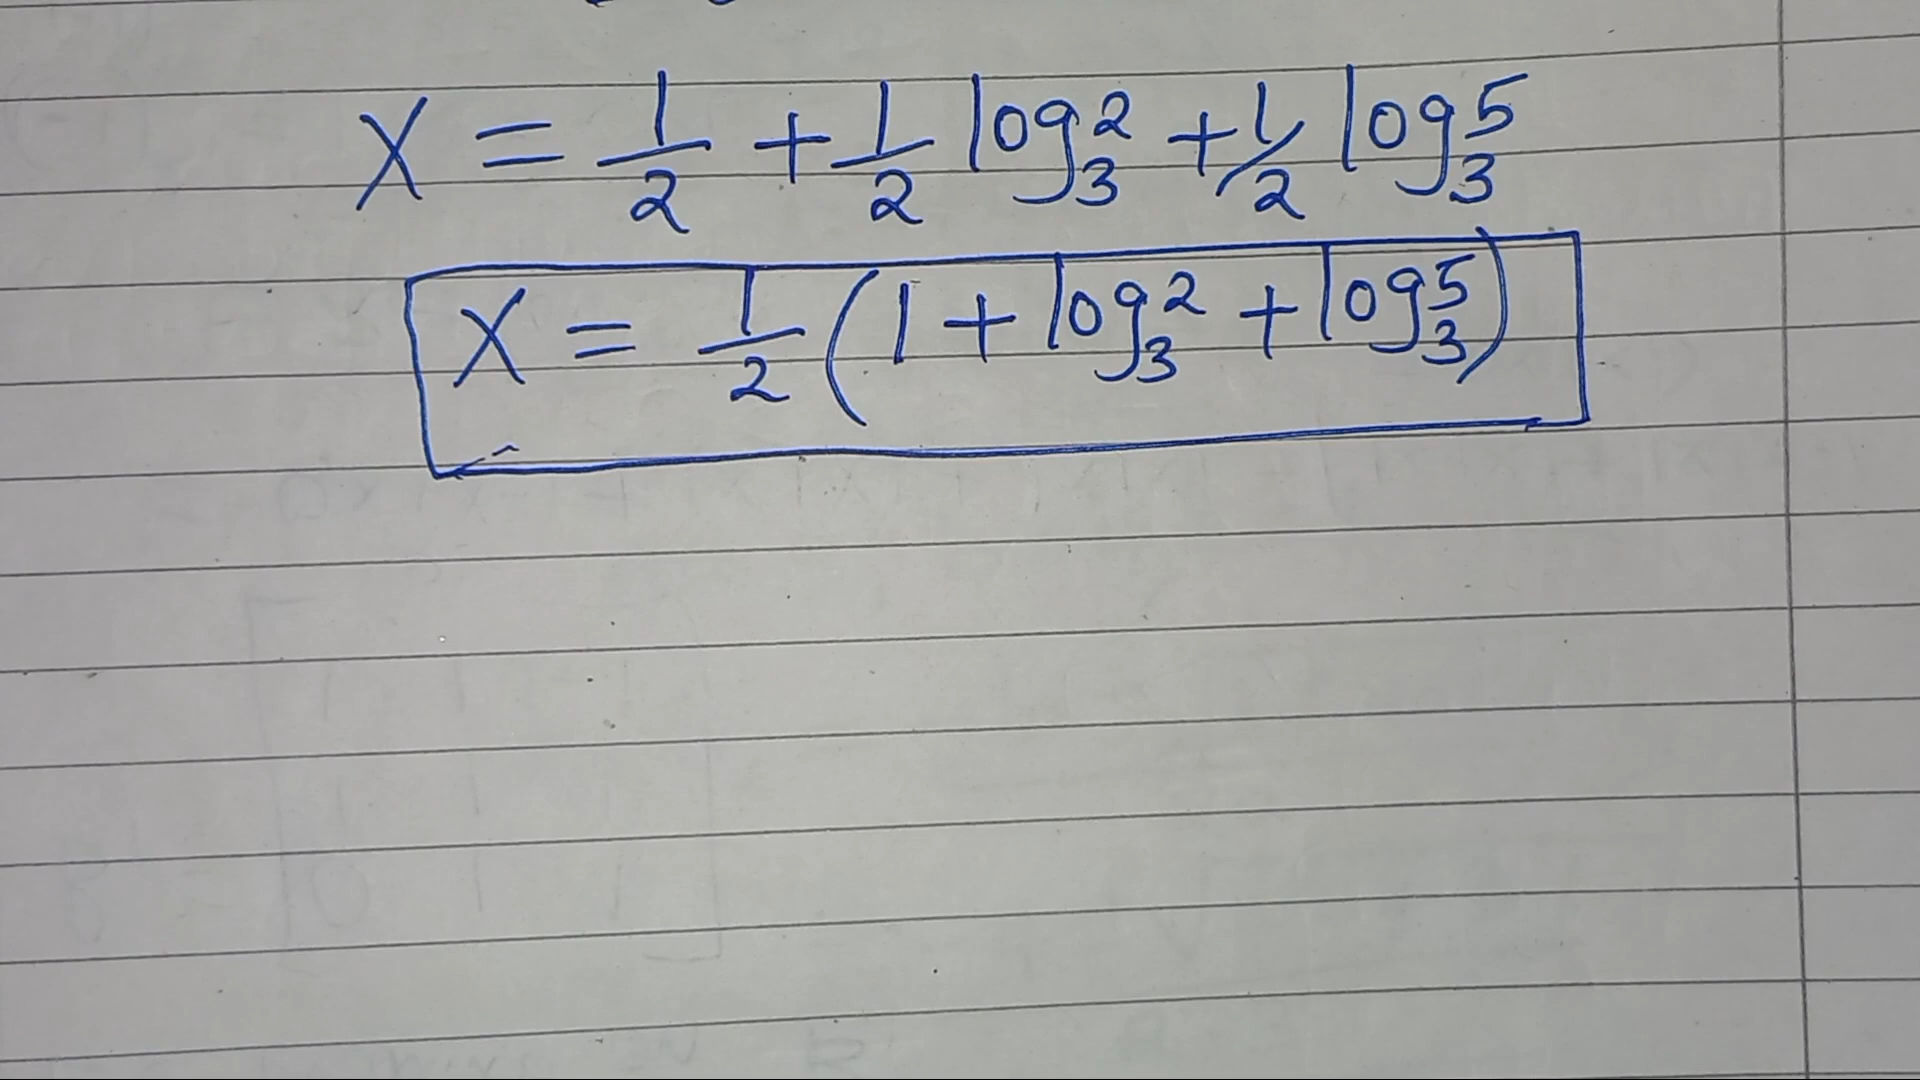 X = 1/2 + 1/2 log₃2 + 1/2 log₃5
X = 1/2 (1 + log₃2 + log₃5)